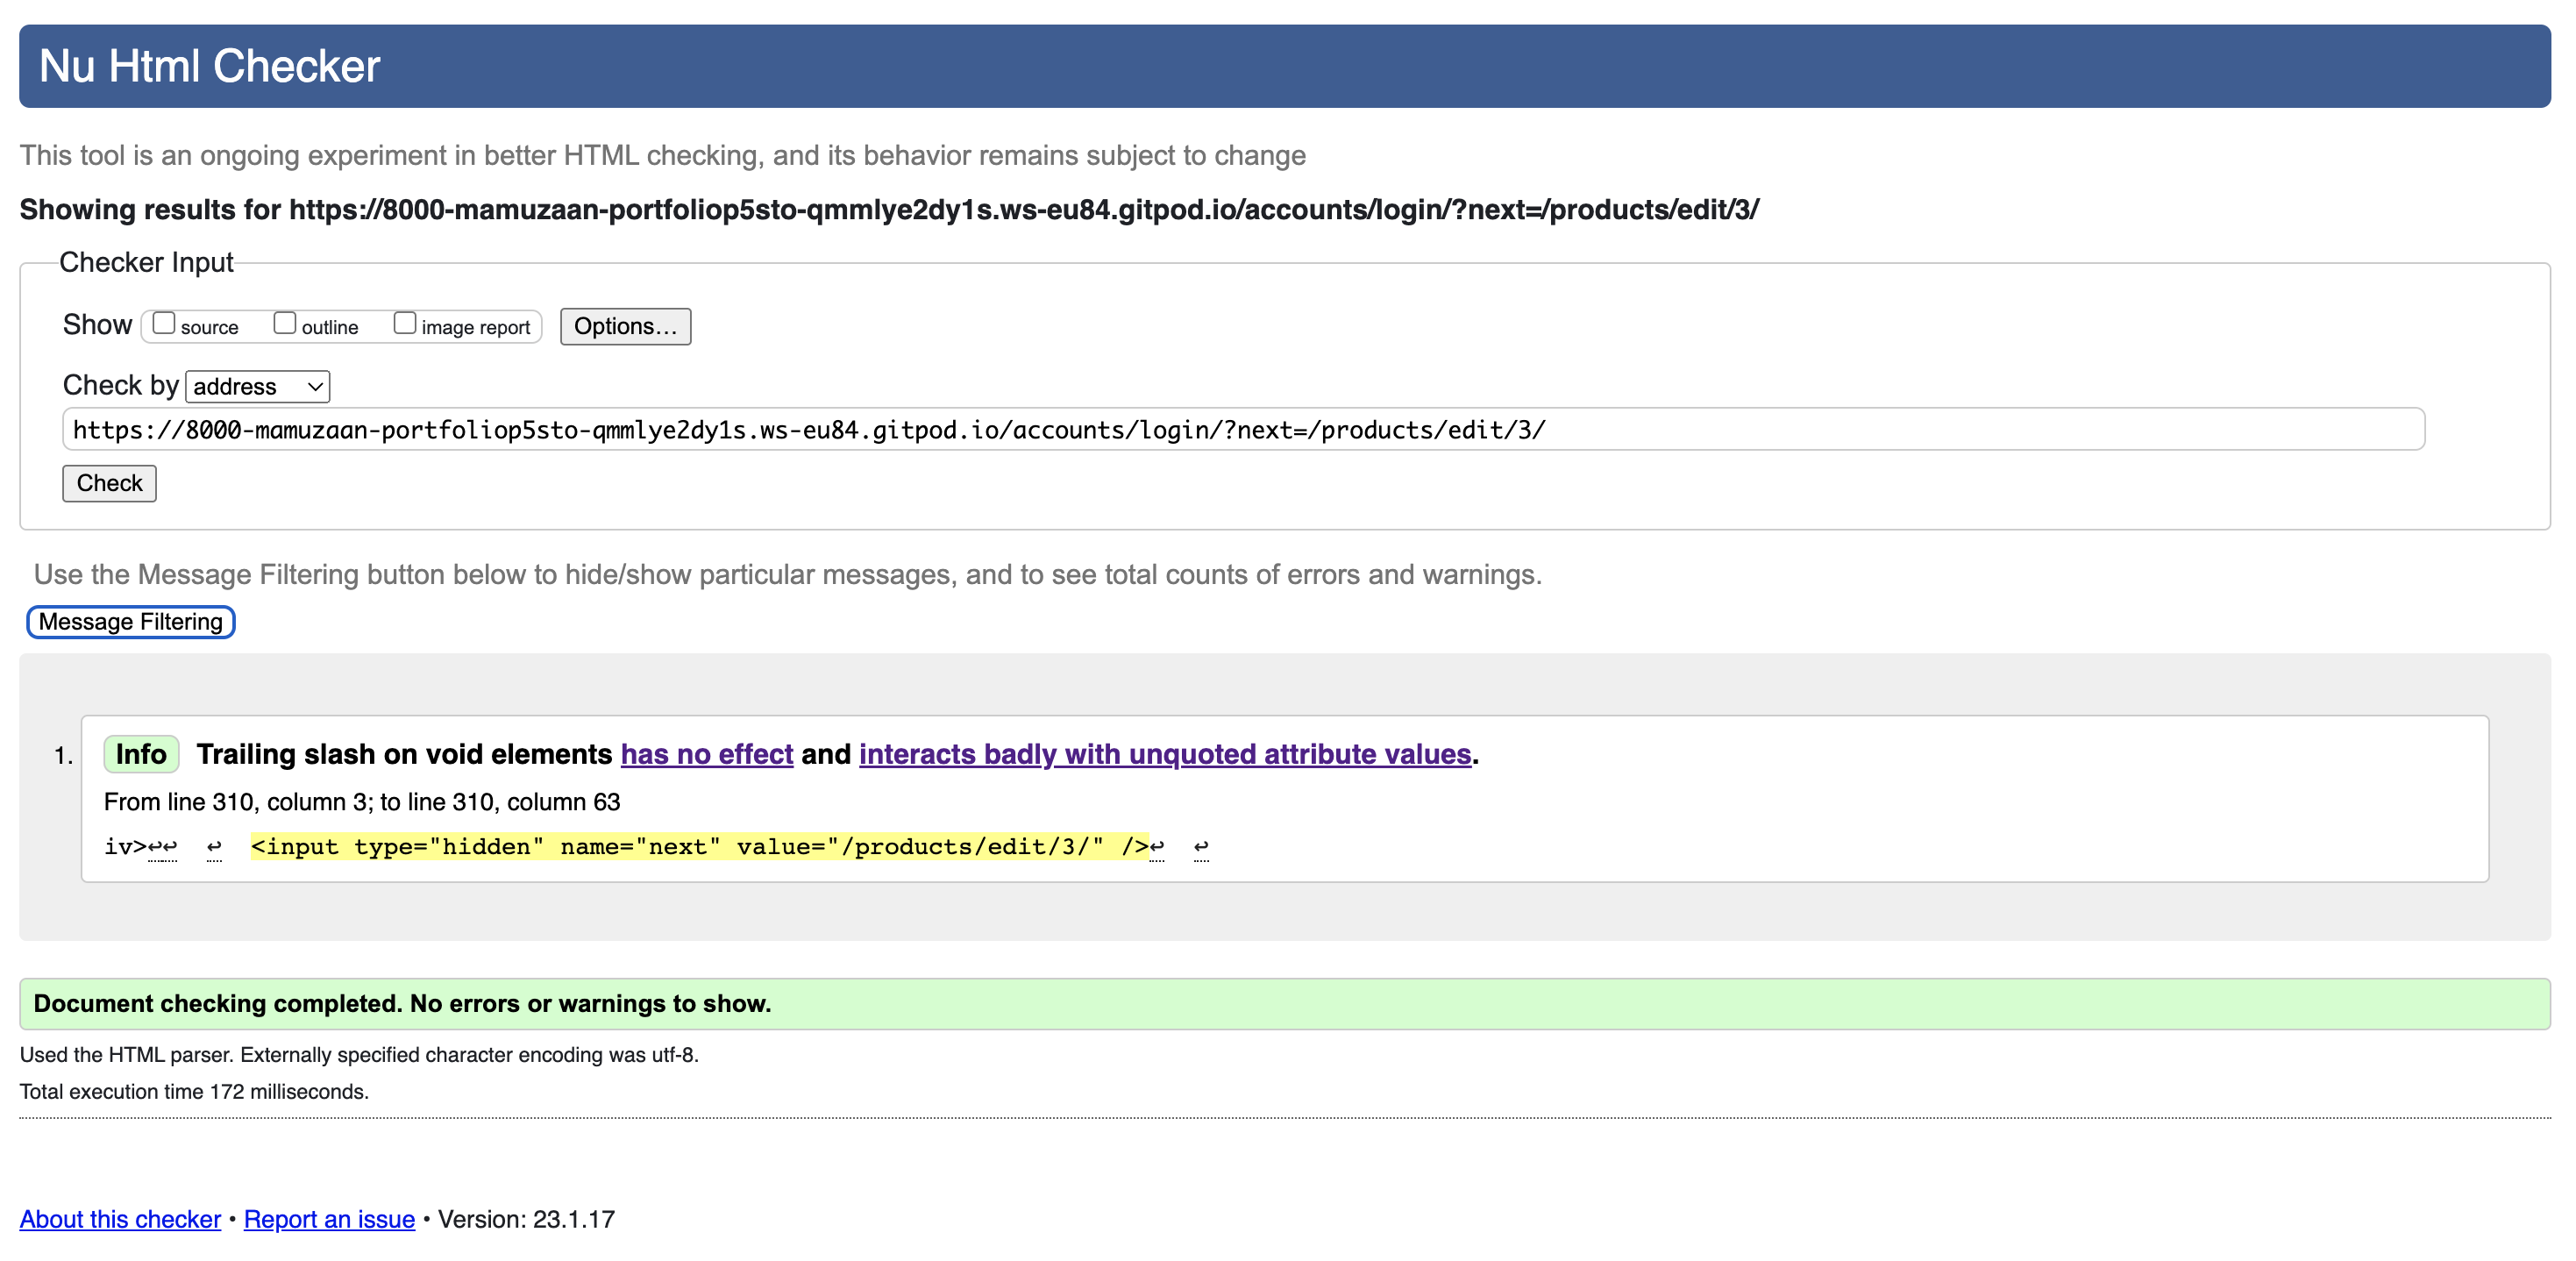 Nu Html Checker
This tool is an ongoing experiment in better HTML checking, and its behavior remains subject to change
Showing results for https://8000-mamuzaan-portfoliop5sto-qmmlye2dy1s.ws-eu84.gitpod.io/accounts/login/?next=/products/edit/3/
Checker Input
Show source outline image report Options…
Check by address
https://8000-mamuzaan-portfoliop5sto-qmmlye2dy1s.ws-eu84.gitpod.io/accounts/login/?next=/products/edit/3/
Check
Use the Message Filtering button below to hide/show particular messages, and to see total counts of errors and warnings.
Message Filtering
1. Info Trailing slash on void elements has no effect and interacts badly with unquoted attribute values.
From line 310, column 3; to line 310, column 63
iv>↩↩ ↩ <input type="hidden" name="next" value="/products/edit/3/" />↩ ↩
Document checking completed. No errors or warnings to show.
Used the HTML parser. Externally specified character encoding was utf-8.
Total execution time 172 milliseconds.
About this checker • Report an issue • Version: 23.1.17